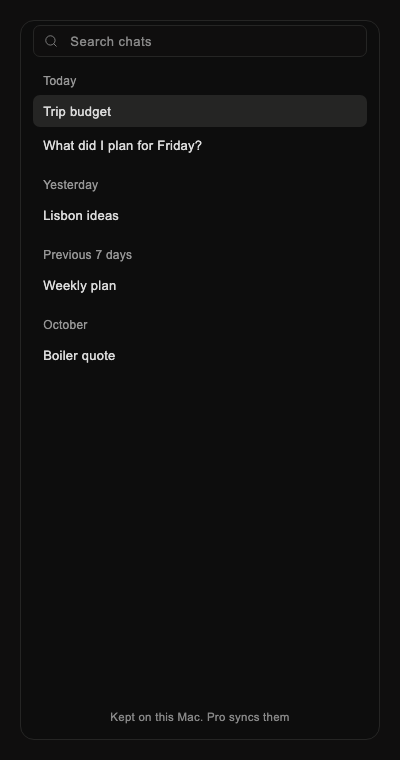 Search chats
Today
Trip budget
What did I plan for Friday?
Yesterday
Lisbon ideas
Previous 7 days
Weekly plan
October
Boiler quote
Kept on this Mac. Pro syncs them